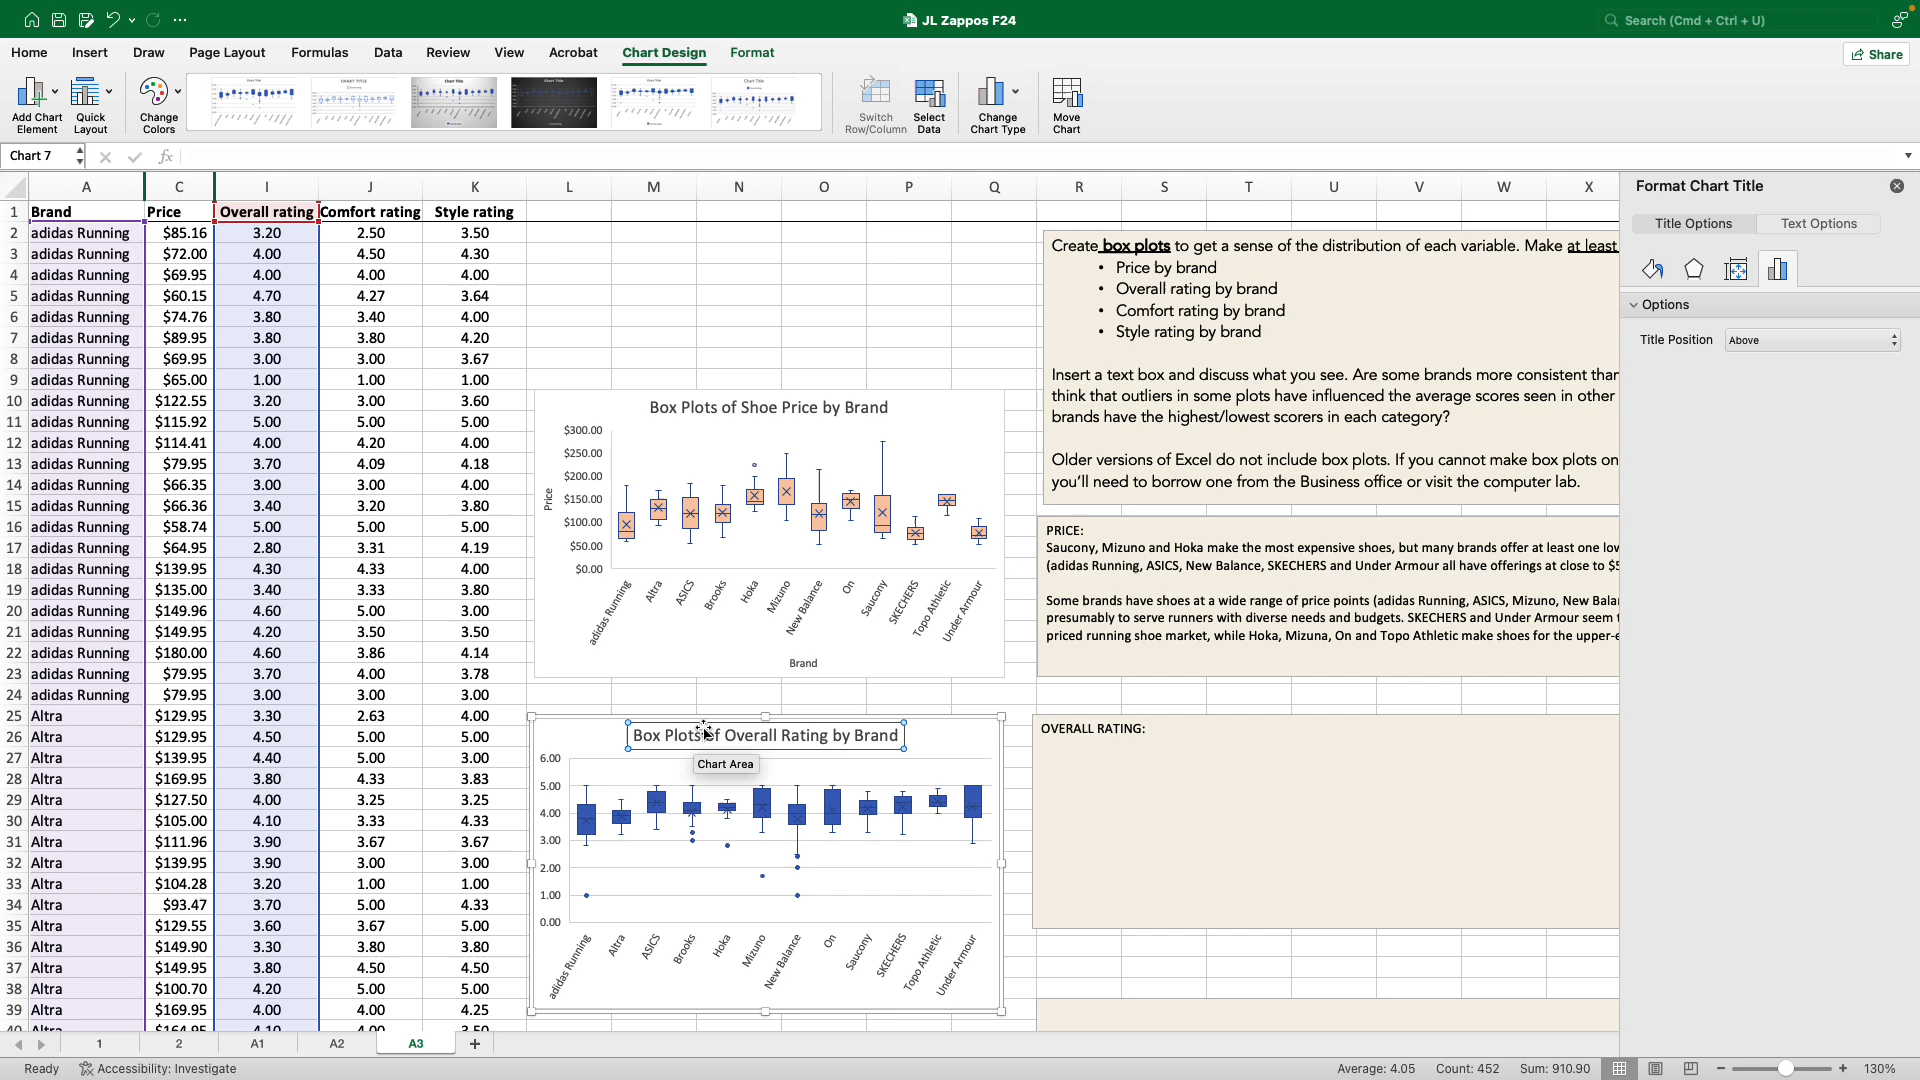 JL Zappos F24
Search (Cmd + Ctrl + U)
Home Insert Draw Page Layout Formulas Data Review View Acrobat Chart Design Format
Share
Add Chart Element
Quick Layout
Change Colors
Switch Row/Column
Select Data
Change Chart Type
Move Chart
Chart 7
fx
A C I J K L M N O P Q R S T U V W X
1 Brand Price Overall rating Comfort rating Style rating
2 adidas Running $85.16 3.20 2.50 3.50
3 adidas Running $72.00 4.00 4.50 4.30
4 adidas Running $69.95 4.00 4.00 4.00
5 adidas Running $60.15 4.70 4.27 3.64
6 adidas Running $74.76 3.80 3.40 4.00
7 adidas Running $89.95 3.80 3.80 4.20
8 adidas Running $69.95 3.00 3.00 3.67
9 adidas Running $65.00 1.00 1.00 1.00
10 adidas Running $122.55 3.20 3.00 3.60
11 adidas Running $115.92 5.00 5.00 5.00
12 adidas Running $114.41 4.00 4.20 4.00
13 adidas Running $79.95 3.70 4.09 4.18
14 adidas Running $66.35 3.00 3.00 4.00
15 adidas Running $66.36 3.40 3.20 3.80
16 adidas Running $58.74 5.00 5.00 5.00
17 adidas Running $64.95 2.80 3.31 4.19
18 adidas Running $139.95 4.30 4.33 4.00
19 adidas Running $135.00 3.40 3.33 3.80
20 adidas Running $149.96 4.60 5.00 3.00
21 adidas Running $149.95 4.20 3.50 3.50
22 adidas Running $180.00 4.60 3.86 4.14
23 adidas Running $79.95 3.70 4.00 3.78
24 adidas Running $79.95 3.00 3.00 3.00
25 Altra $129.95 3.30 2.63 4.00
26 Altra $129.95 4.50 5.00 5.00
27 Altra $139.95 4.40 5.00 3.00
28 Altra $169.95 3.80 4.33 3.83
29 Altra $127.50 4.00 3.25 3.25
30 Altra $105.00 4.10 3.33 4.33
31 Altra $111.96 3.90 3.67 3.67
32 Altra $139.95 3.90 3.00 3.00
33 Altra $104.28 3.20 1.00 1.00
34 Altra $93.47 3.70 5.00 4.33
35 Altra $129.55 3.60 3.67 5.00
36 Altra $149.90 3.30 3.80 3.80
37 Altra $149.95 3.80 4.50 4.50
38 Altra $100.70 4.20 5.00 5.00
39 Altra $169.95 4.00 4.00 4.25
40 Altra $164.95 4.10 4.00 3.50
Box Plots of Shoe Price by Brand
$300.00
$250.00
$200.00
$150.00
$100.00
$50.00
$0.00
Price
adidas Running Altra ASICS Brooks Hoka Mizuno New Balance On Saucony SKECHERS Topo Athletic Under Armour
Brand
Box Plots of Overall Rating by Brand
Chart Area
6.00
5.00
4.00
3.00
2.00
1.00
0.00
adidas Running Altra ASICS Brooks Hoka Mizuno New Balance On Saucony SKECHERS Topo Athletic Under Armour
Create box plots to get a sense of the distribution of each variable. Make at least
• Price by brand
• Overall rating by brand
• Comfort rating by brand
• Style rating by brand
Insert a text box and discuss what you see. Are some brands more consistent than
think that outliers in some plots have influenced the average scores seen in other
brands have the highest/lowest scorers in each category?
Older versions of Excel do not include box plots. If you cannot make box plots on
you'll need to borrow one from the Business office or visit the computer lab.
PRICE:
Saucony, Mizuno and Hoka make the most expensive shoes, but many brands offer at least one
(adidas Running, ASICS, New Balance, SKECHERS and Under Armour all have offerings at close to
Some brands have shoes at a wide range of price points (adidas Running, ASICS, Mizuno, New
presumably to serve runners with diverse needs and budgets. SKECHERS and Under Armour seem
priced running shoe market, while Hoka, Mizuna, On and Topo Athletic make shoes for the
OVERALL RATING:
Format Chart Title
Title Options Text Options
Options
Title Position Above
1 2 A1 A2 A3
Ready
Accessibility: Investigate
Average: 4.05 Count: 452 Sum: 910.90
130%